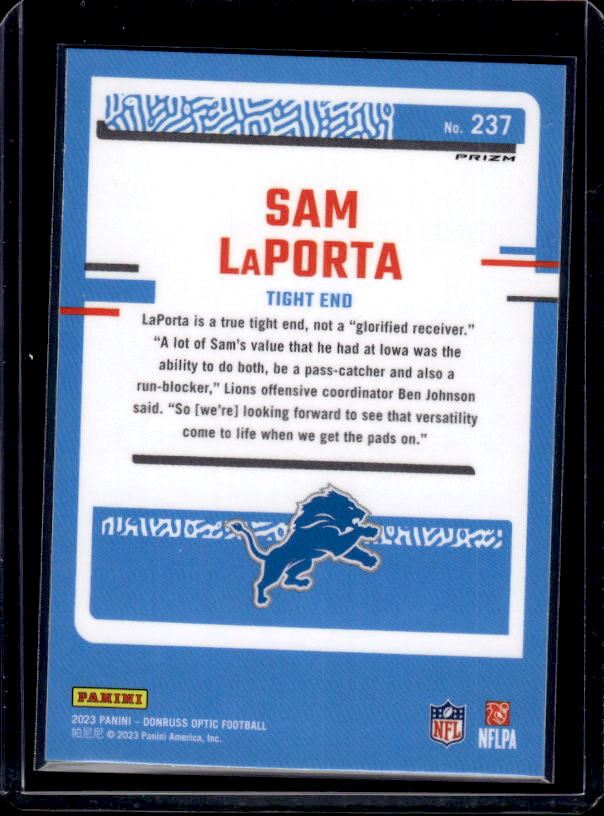 No. 237
PRIZM
SAM
LAPORTA
TIGHT END
LaPorta is a true tight end, not a “glorified receiver.”
“A lot of Sam’s value that he had at Iowa was the
ability to do both, be a pass-catcher and also a
run-blocker,” Lions offensive coordinator Ben Johnson
said. “So [we’re] looking forward to see that versatility
come to life when we get the pads on.”
PANINI
2023 PANINI – DONRUSS OPTIC FOOTBALL
帕尼尼 © 2023 Panini America, Inc.
NFL
NFLPA